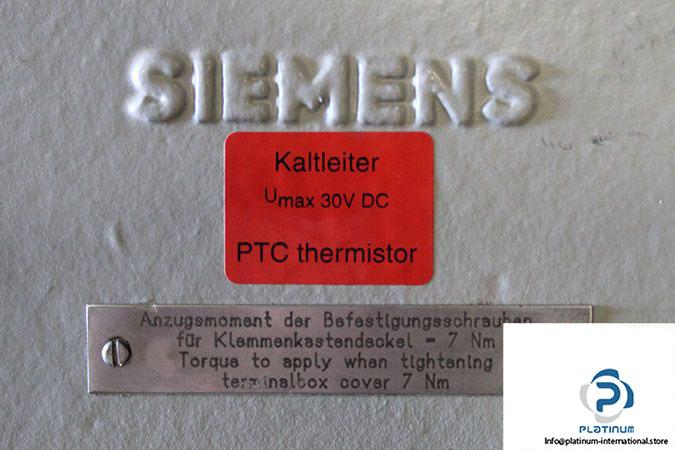 SIEMENS
Kaltleiter
Umax 30V DC
PTC thermistor
Anzugsmoment der Befestigungsschrauben
für Klemmenkastendeckel - 7 Nm
Torque to apply when tightening
terminalbox cover 7 Nm
PLATINUM
Info@platinum-international.store